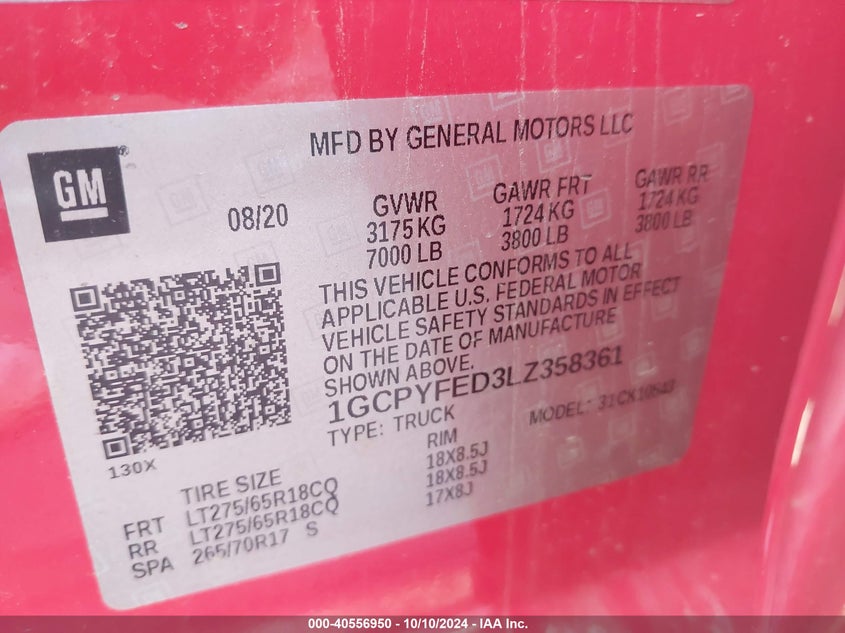 MFD BY GENERAL MOTORS LLC
GM
08/20
GVWR
3175 KG
7000 LB
GAWR FRT
1724 KG
3800 LB
GAWR RR
1724 KG
3800 LB
THIS VEHICLE CONFORMS TO ALL
APPLICABLE U.S. FEDERAL MOTOR
VEHICLE SAFETY STANDARDS IN EFFECT
ON THE DATE OF MANUFACTURE
SHOWN ABOVE.
1GCPYFED3LZ358361
TYPE: TRUCK
MODEL: 31CK10543
130X
TIRE SIZE RIM
FRT LT275/65R18CQ 18X8.5J
RR LT275/65R18CQ 18X8.5J
SPA 265/70R17 S 17X8J
000-40556950 - 10/10/2024 - IAA Inc.